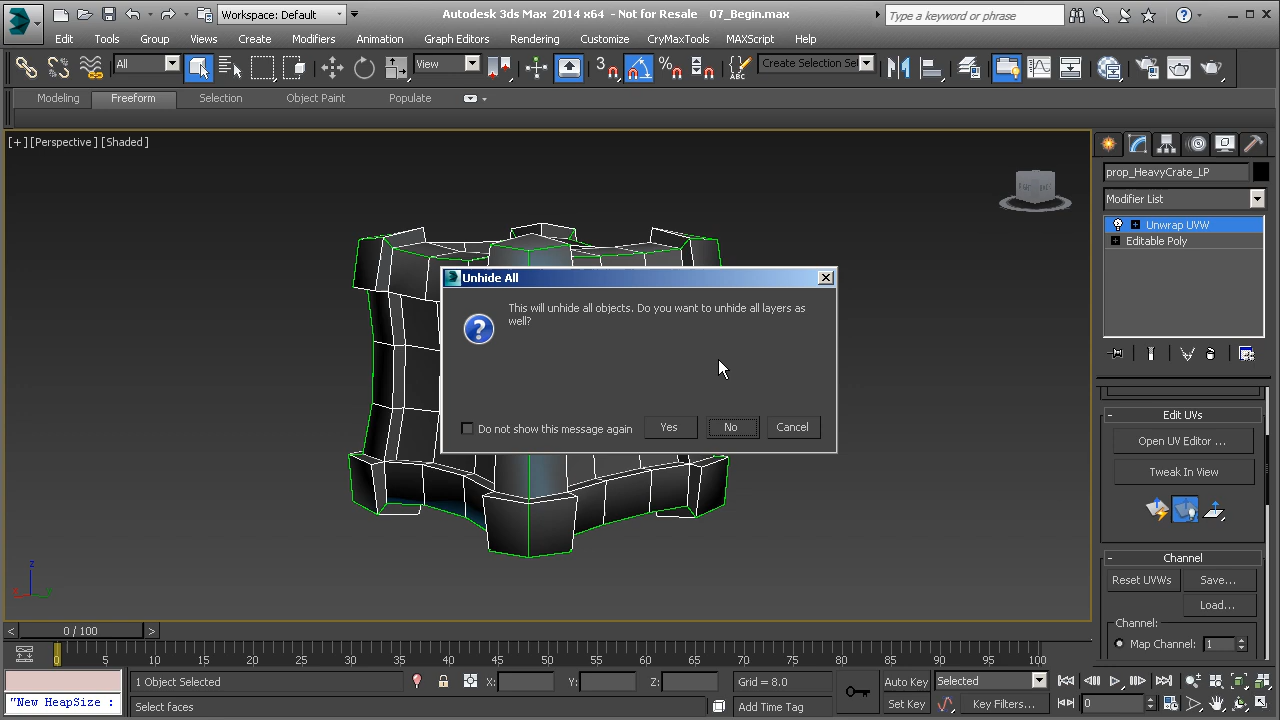 Workspace: Default
Autodesk 3ds Max 2014 x64 - Not for Resale 07_Begin.max
Type a keyword or phrase
Edit Tools Group Views Create Modifiers Animation Graph Editors Rendering Customize CryMaxTools MAXScript Help
All
View
3
%
ABC
Create Selection Se
Modeling Freeform Selection Object Paint Populate
[+][Perspective][Shaded]
prop_HeavyCrate_LP
Modifier List
Unwrap UVW
Editable Poly
Unhide All
This will unhide all objects. Do you want to unhide all layers as
well?
Do not show this message again
Yes
No
Cancel
Edit UVs
Open UV Editor ...
Tweak In View
Channel
Reset UVWs
Save...
Load...
Channel:
Map Channel: 1
z
< 0 / 100 >
0 5 10 15 20 25 30 35 40 45 50 55 60 65 70 75 80 85 90 95 100
1 Object Selected
X: Y: Z:
Grid = 8.0
Auto Key
Selected
"New HeapSize :
Select faces
Add Time Tag
Set Key
Key Filters...
0